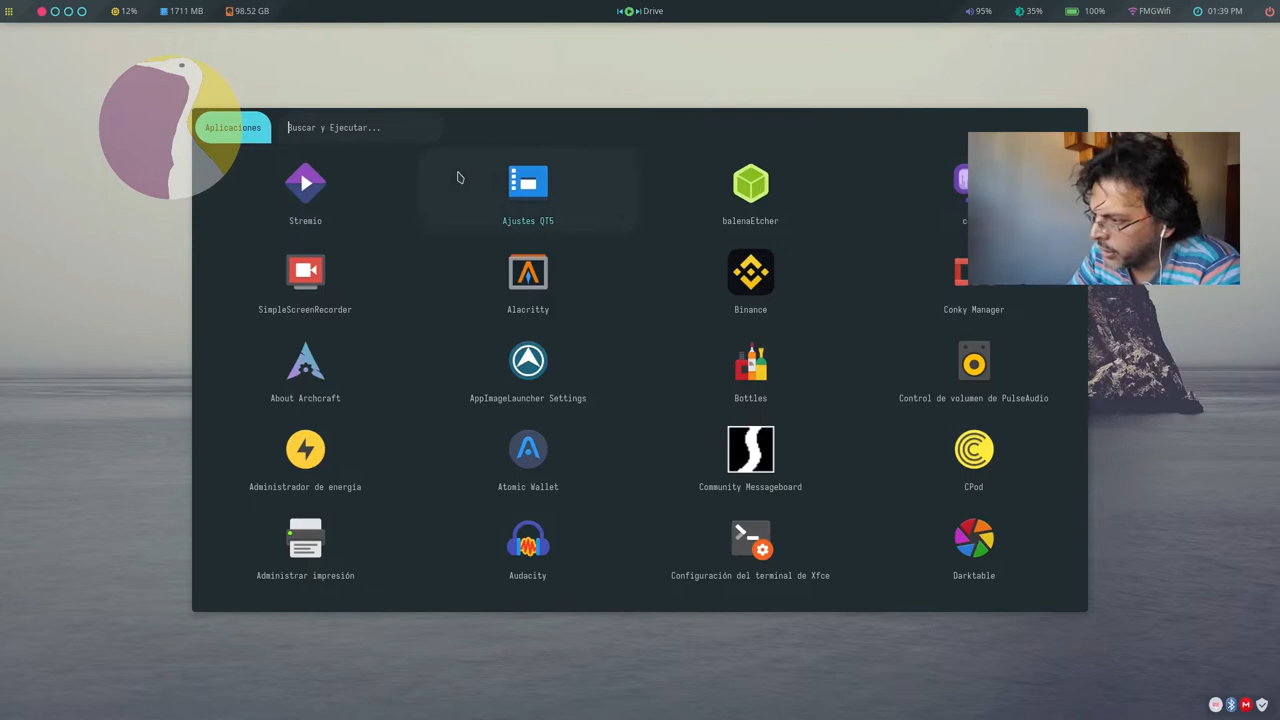 12% 1711 MB 98.52 GB Drive 95% 35% 100% FMGWifi 01:39 PM
Aplicaciones Buscar y Ejecutar...
Stremio Ajustes QT5 balenaEtcher
SimpleScreenRecorder Alacritty Binance Conky Manager
About Archcraft AppImageLauncher Settings Bottles Control de volumen de PulseAudio
Administrador de energía Atomic Wallet Community Messageboard CPod
Administrar impresión Audacity Configuración del terminal de Xfce Darktable